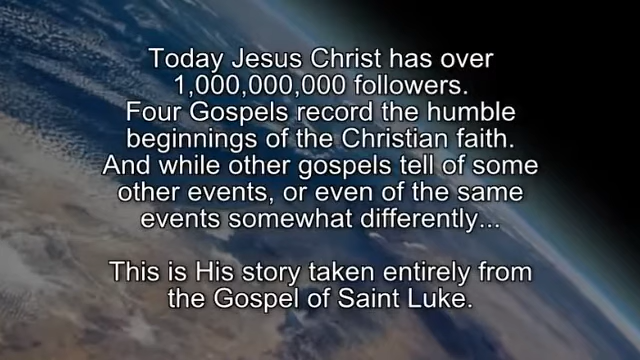 Today Jesus Christ has over
1,000,000,000 followers.
Four Gospels record the humble
beginnings of the Christian faith.
And while other gospels tell of some
other events, or even of the same
events somewhat differently...
This is His story taken entirely from
the Gospel of Saint Luke.